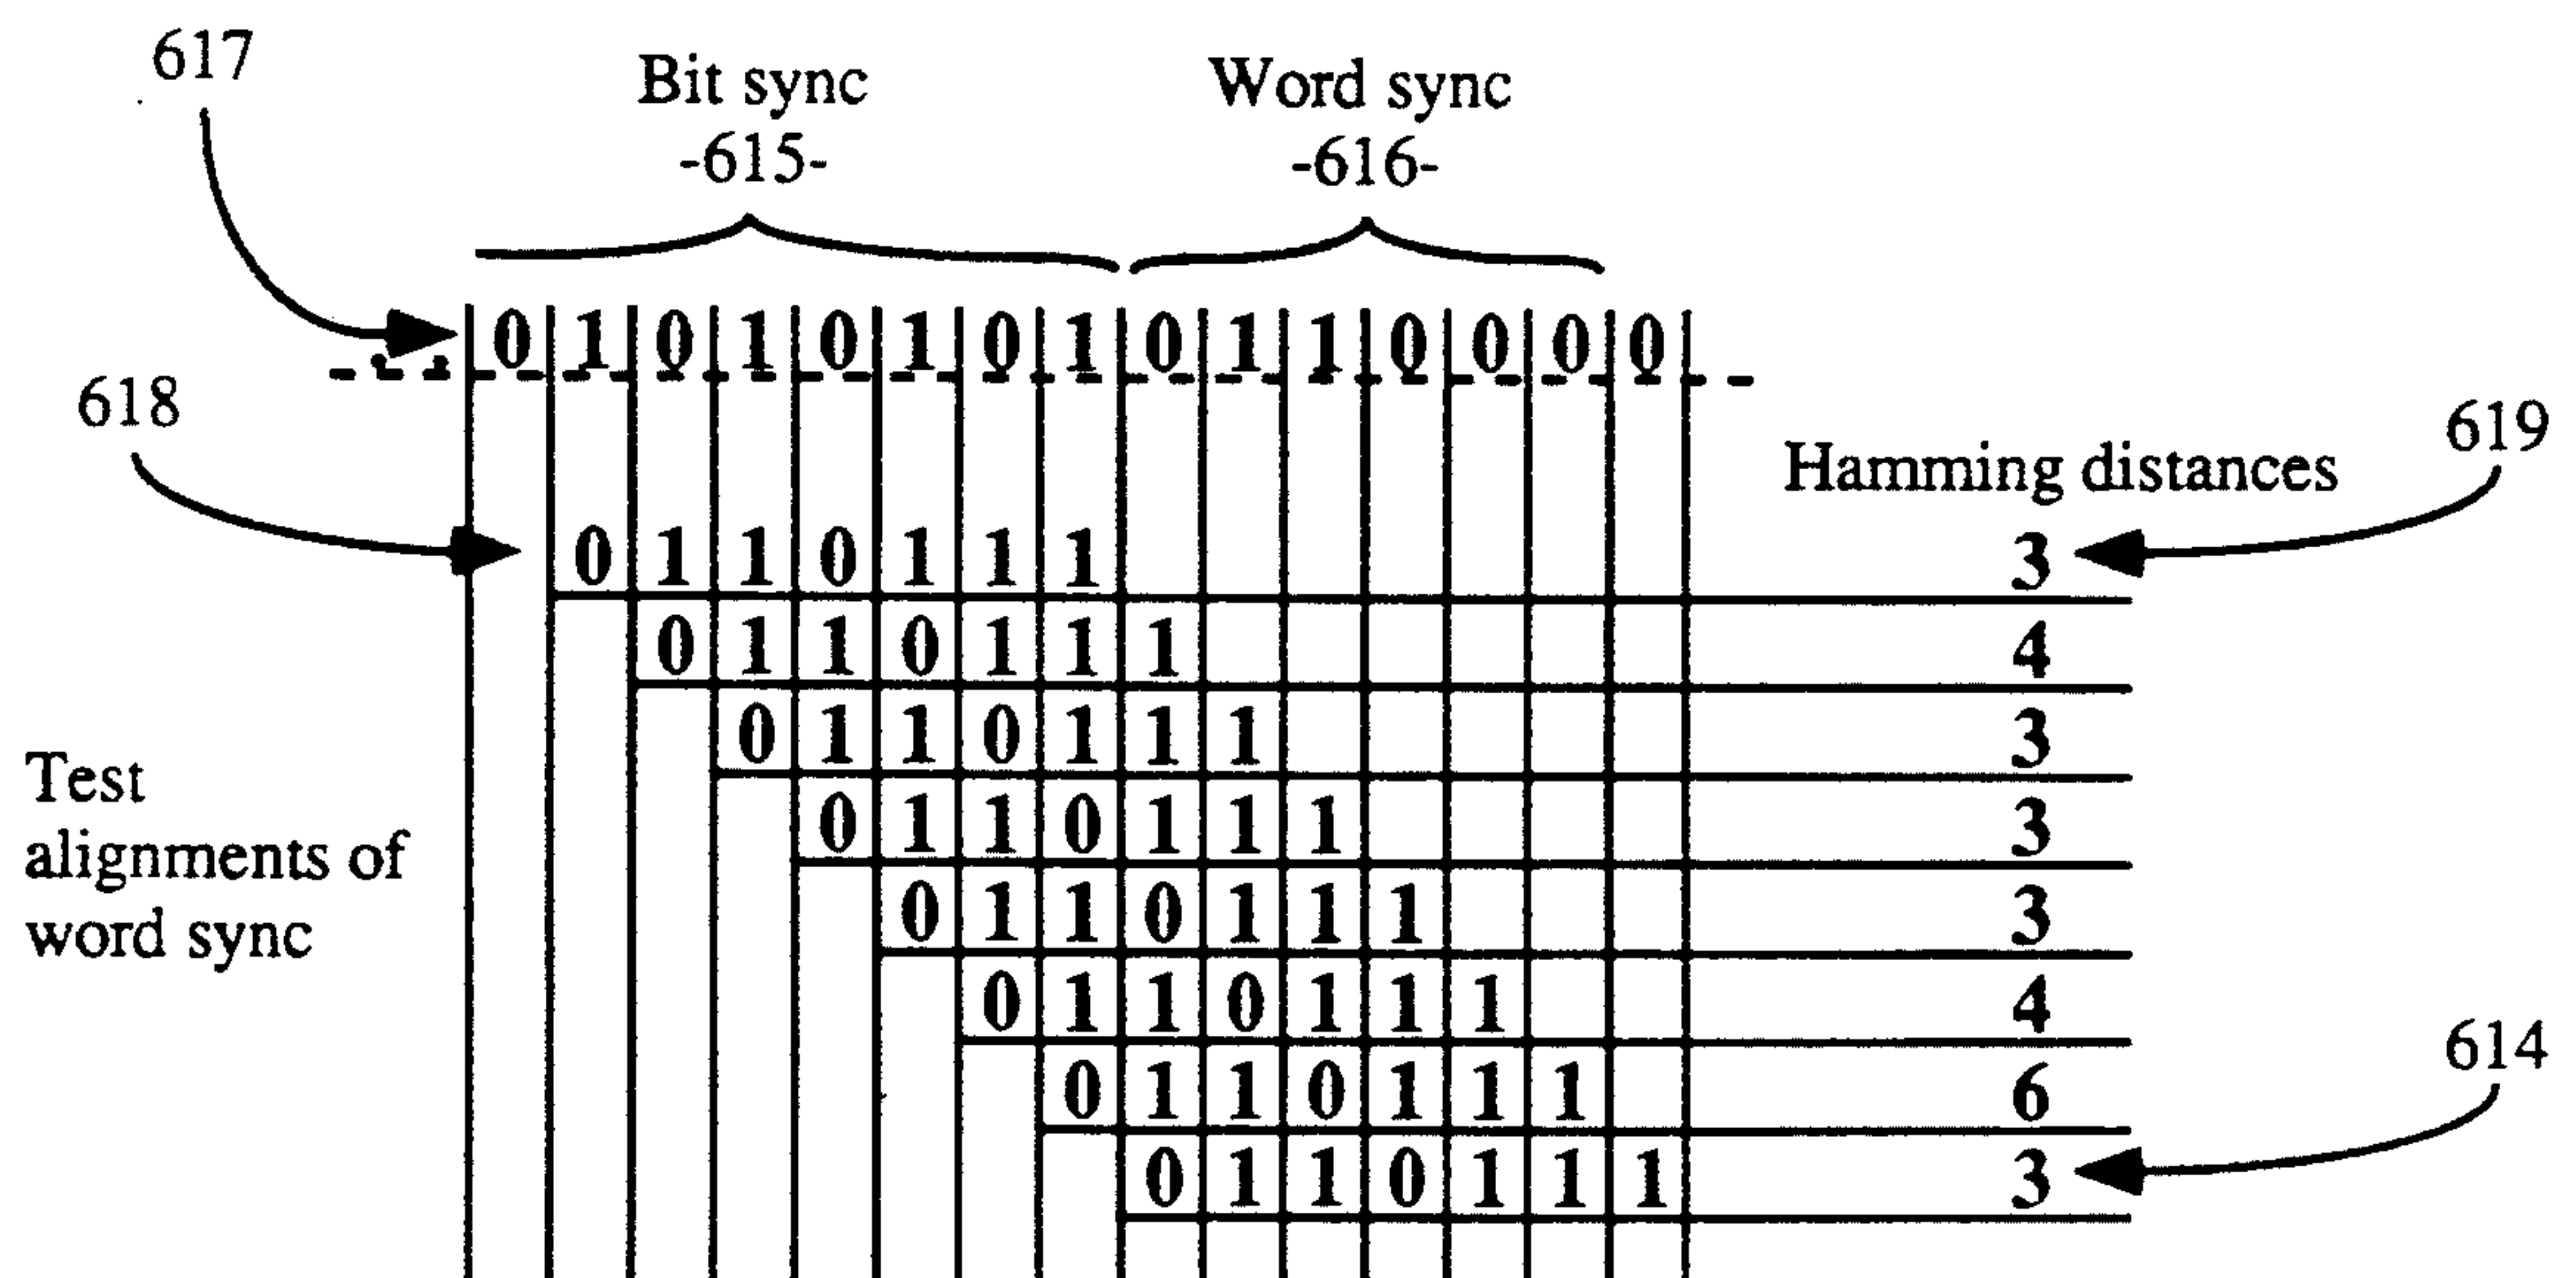 617
Bit sync
-615-
Word sync
-616-
0 1 0 1 0 1 0 1 0 1 1 0 0 0 0
618
619
Hamming distances
0 1 1 0 1 1 1 3
0 1 1 0 1 1 1 4
0 1 1 0 1 1 1 3
Test
alignments of
word sync
0 1 1 0 1 1 1 3
0 1 1 0 1 1 1 3
0 1 1 0 1 1 1 4
614
0 1 1 0 1 1 1 6
0 1 1 0 1 1 1 3